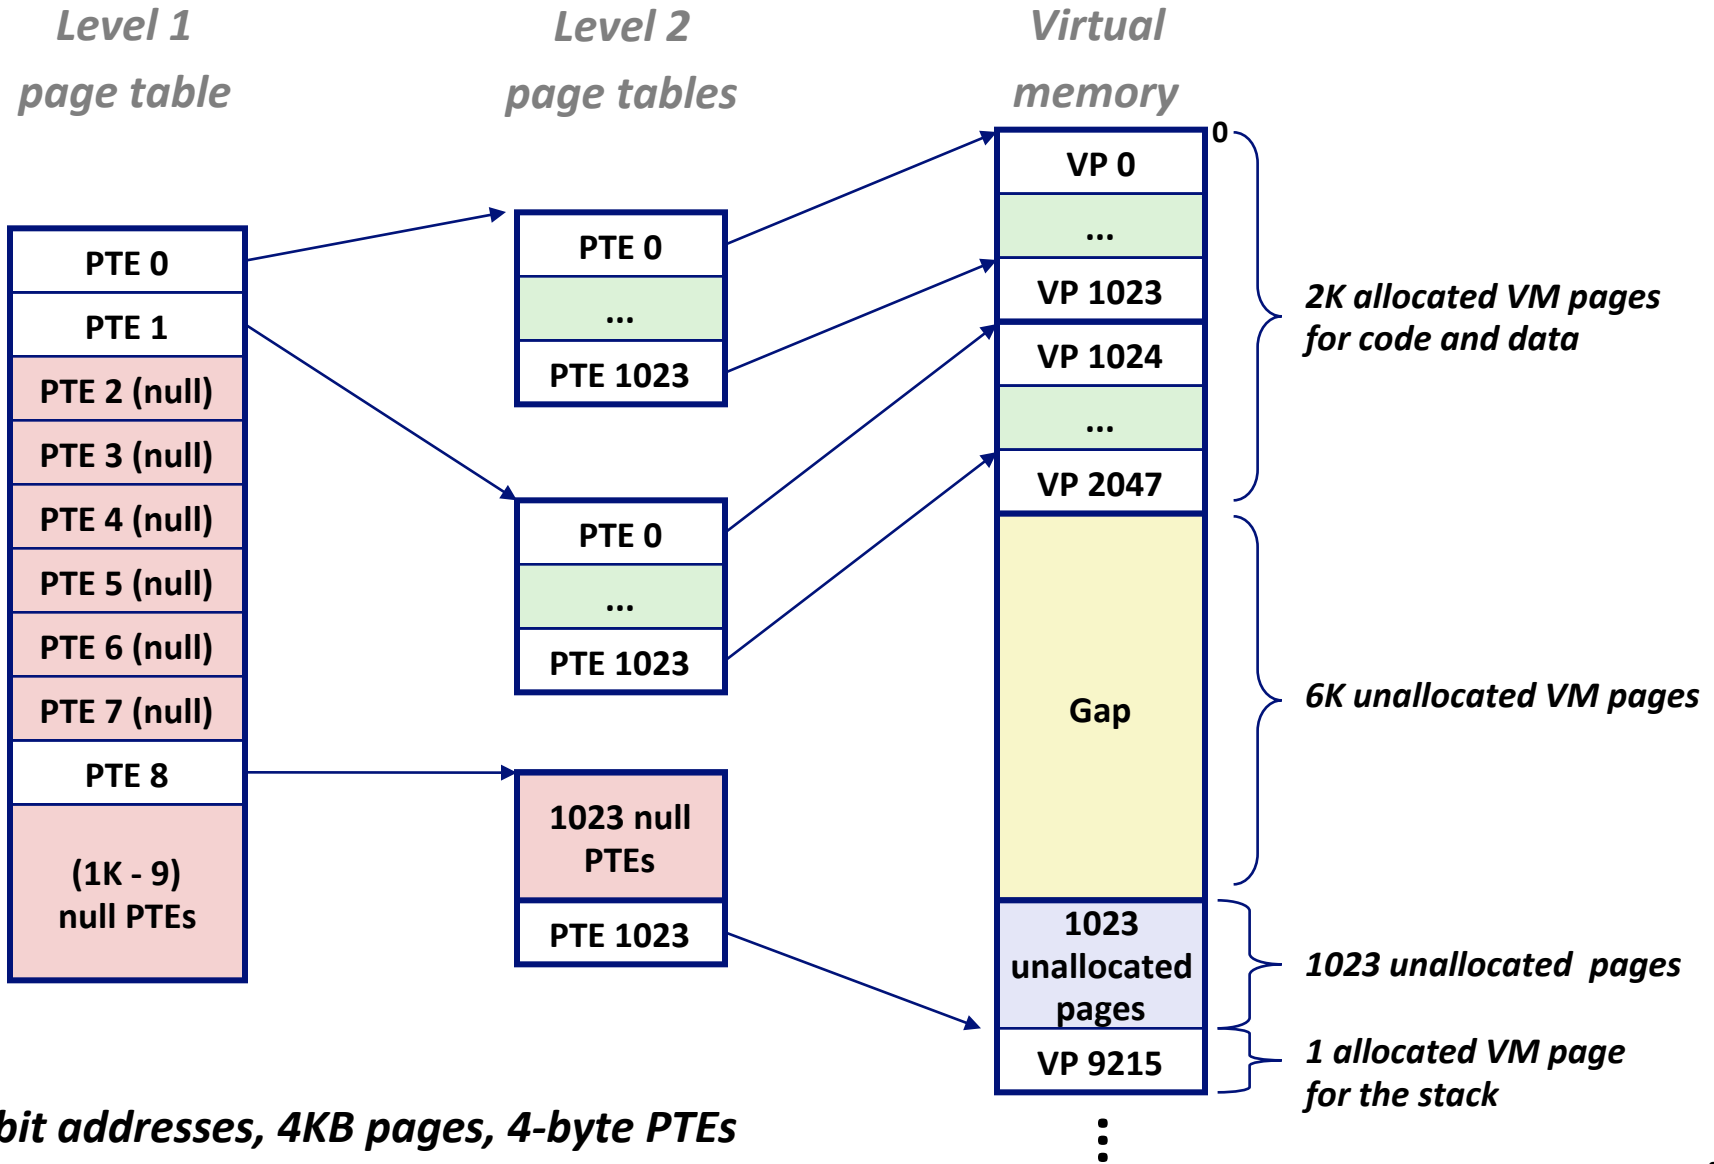 Level 1
page table
Level 2
page tables
Virtual
memory
PTE 0
PTE 1
PTE 2 (null)
PTE 3 (null)
PTE 4 (null)
PTE 5 (null)
PTE 6 (null)
PTE 7 (null)
PTE 8
(1K - 9)
null PTEs
PTE 0
...
PTE 1023
PTE 0
...
PTE 1023
1023 null
PTEs
PTE 1023
0
VP 0
...
VP 1023
VP 1024
...
VP 2047
Gap
1023
unallocated
pages
VP 9215
2K allocated VM pages
for code and data
6K unallocated VM pages
1023 unallocated pages
1 allocated VM page
for the stack
bit addresses, 4KB pages, 4-byte PTEs